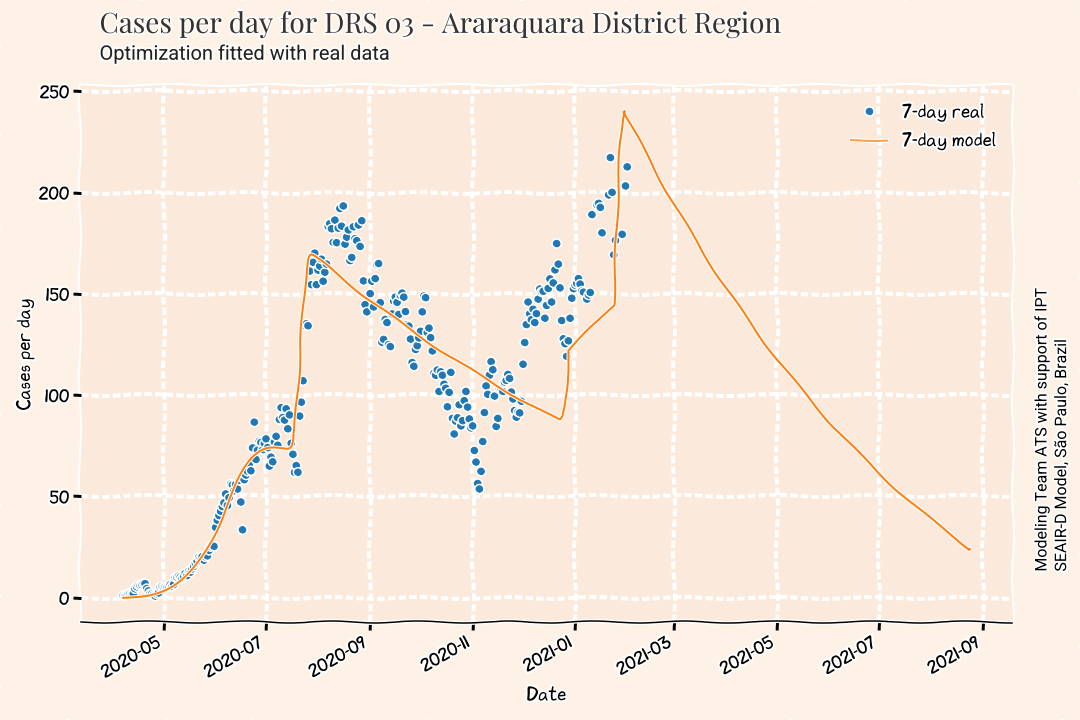 Cases per day for DRS 03 - Araraquara District Region
Optimization fitted with real data
7-day real
7-day model
250
200
150
100
50
0
Cases per day
2020-05
2020-07
2020-09
2020-11
2021-01
2021-03
2021-05
2021-07
2021-09
Date
Modeling Team ATS with support of IPT
SEAIR-D Model, São Paulo, Brazil